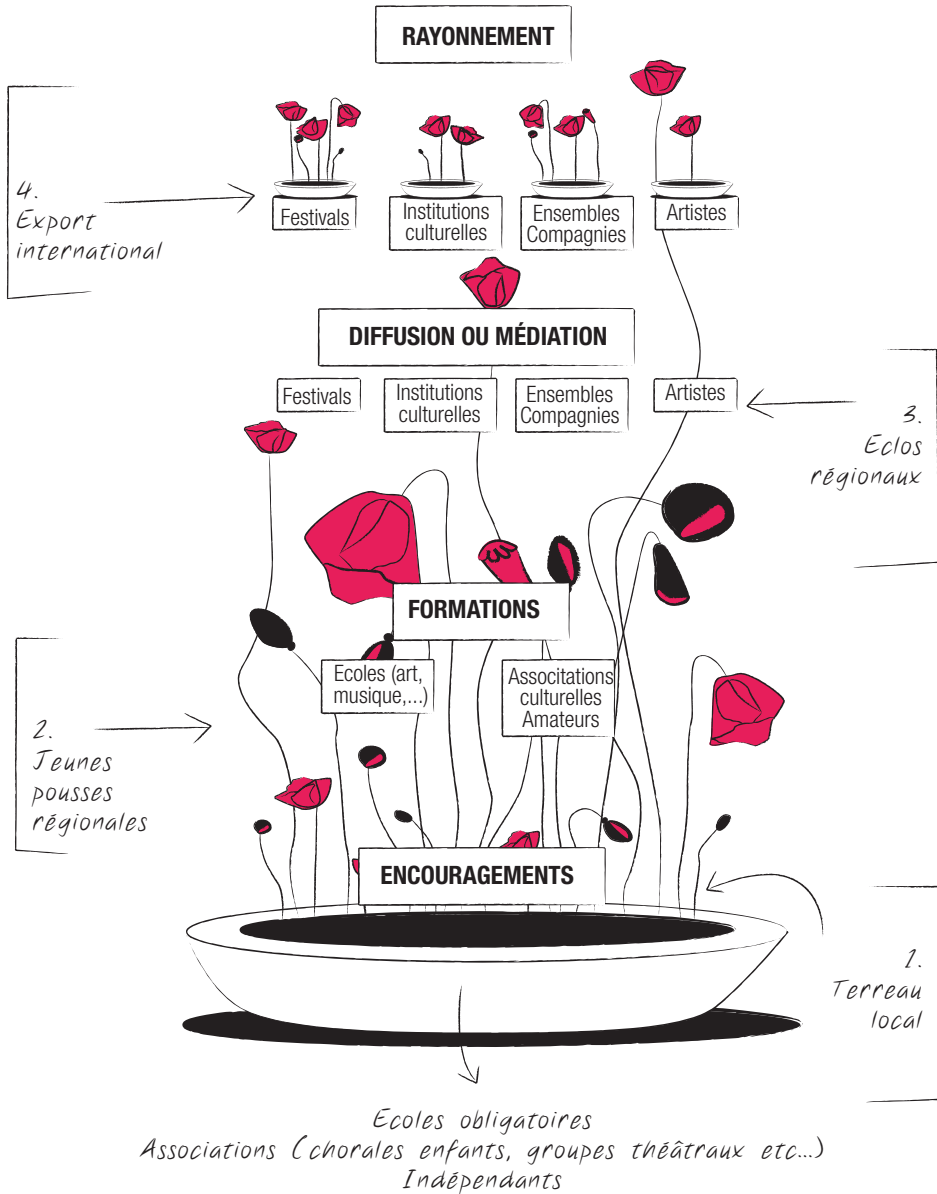 RAYONNEMENT
4.
Export
international
Festivals
Institutions
culturelles
Ensembles
Compagnies
Artistes
DIFFUSION OU MÉDIATION
Festivals
Institutions
culturelles
Ensembles
Compagnies
Artistes
3.
Eclos
régionaux
FORMATIONS
Ecoles (art,
musique,...)
Associtations
culturelles
Amateurs
2.
Jeunes
pousses
régionales
ENCOURAGEMENTS
1.
Terreau
local
Ecoles obligatoires
Associations (chorales enfants, groupes théâtraux etc...)
Indépendants